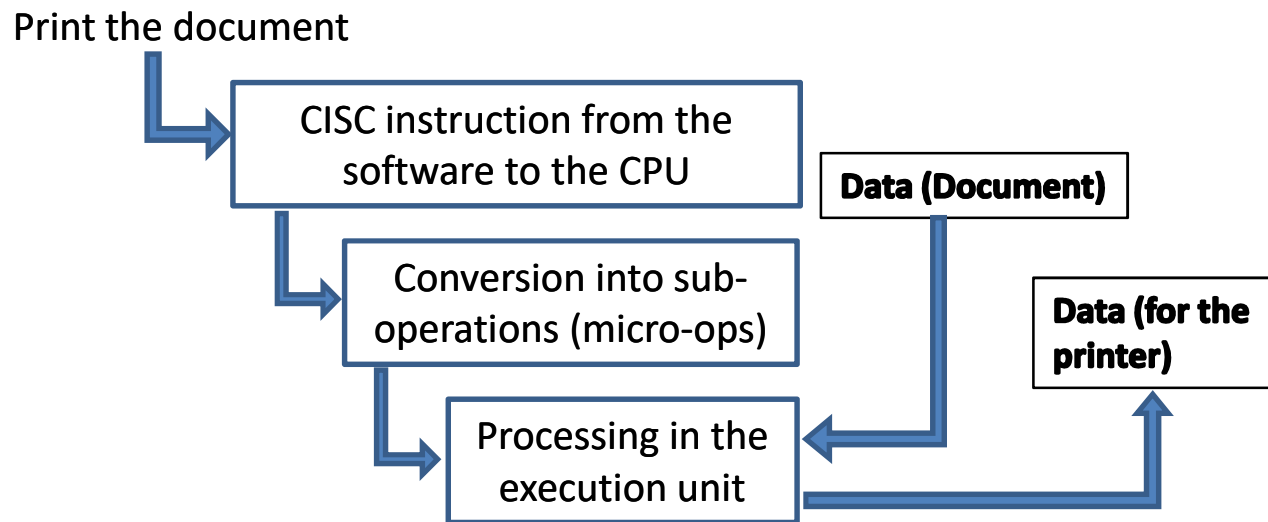 Print the document
CISC instruction from the
software to the CPU
Data (Document)
Conversion into sub-
operations (micro-ops)
Data (for the
printer)
Processing in the
execution unit